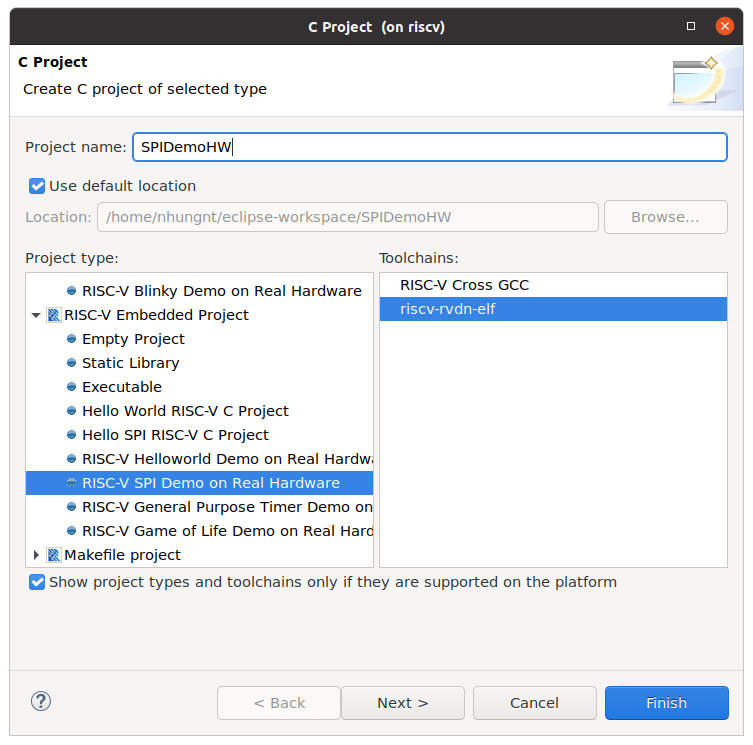 C Project (on riscv)
C Project
Create C project of selected type
Project name: SPIDemoHW
Use default location
Location: /home/nhungnt/eclipse-workspace/SPIDemoHW Browse...
Project type:
RISC-V Blinky Demo on Real Hardware
RISC-V Embedded Project
Empty Project
Static Library
Executable
Hello World RISC-V C Project
Hello SPI RISC-V C Project
RISC-V Helloworld Demo on Real Hardwa
RISC-V SPI Demo on Real Hardware
RISC-V General Purpose Timer Demo on
RISC-V Game of Life Demo on Real Hard
Makefile project
Toolchains:
RISC-V Cross GCC
riscv-rvdn-elf
Show project types and toolchains only if they are supported on the platform
? < Back Next > Cancel Finish